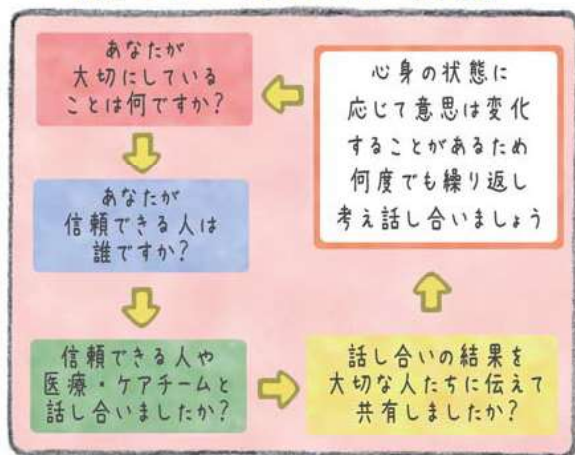 あなたが
大切にしている
ことは何ですか?
あなたが
信頼できる人は
誰ですか?
信頼できる人や
医療・ケアチームと
話し合いましたか?
話し合いの結果を
大切な人たちに伝えて
共有しましたか?
心身の状態に
応じて意思は変化
することがあるため
何度でも繰り返し
考え話し合いましょう